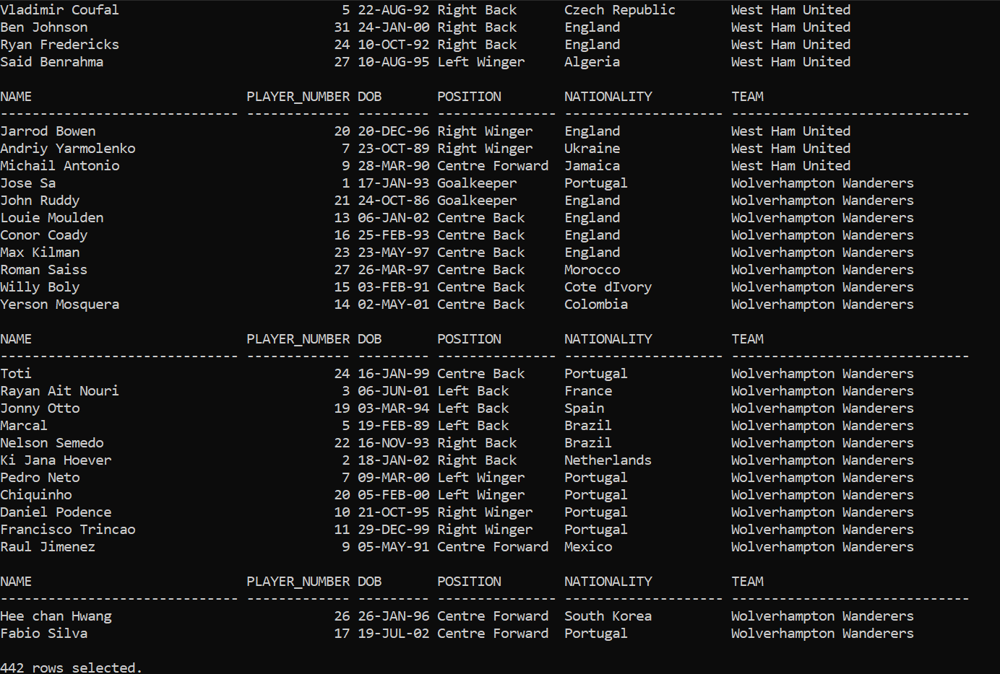 Vladimir Coufal                             5 22-AUG-92 Right Back      Czech Republic       West Ham United
Ben Johnson                                31 24-JAN-00 Right Back      England              West Ham United
Ryan Fredericks                            24 10-OCT-92 Right Back      England              West Ham United
Said Benrahma                              27 10-AUG-95 Left Winger     Algeria              West Ham United

NAME                           PLAYER_NUMBER DOB       POSITION        NATIONALITY          TEAM
------------------------------ ------------- --------- --------------- -------------------- ------------------------------
Jarrod Bowen                               20 20-DEC-96 Right Winger    England              West Ham United
Andriy Yarmolenko                           7 23-OCT-89 Right Winger    Ukraine              West Ham United
Michail Antonio                             9 28-MAR-90 Centre Forward  Jamaica              West Ham United
Jose Sa                                     1 17-JAN-93 Goalkeeper      Portugal             Wolverhampton Wanderers
John Ruddy                                 21 24-OCT-86 Goalkeeper      England              Wolverhampton Wanderers
Louie Moulden                              13 06-JAN-02 Centre Back     England              Wolverhampton Wanderers
Conor Coady                                16 25-FEB-93 Centre Back     England              Wolverhampton Wanderers
Max Kilman                                 23 23-MAY-97 Centre Back     England              Wolverhampton Wanderers
Roman Saiss                                27 26-MAR-97 Centre Back     Morocco              Wolverhampton Wanderers
Willy Boly                                 15 03-FEB-91 Centre Back     Cote dIvory          Wolverhampton Wanderers
Yerson Mosquera                            14 02-MAY-01 Centre Back     Colombia             Wolverhampton Wanderers

NAME                           PLAYER_NUMBER DOB       POSITION        NATIONALITY          TEAM
------------------------------ ------------- --------- --------------- -------------------- ------------------------------
Toti                                       24 16-JAN-99 Centre Back     Portugal             Wolverhampton Wanderers
Rayan Ait Nouri                             3 06-JUN-01 Left Back       France               Wolverhampton Wanderers
Jonny Otto                                 19 03-MAR-94 Left Back       Spain                Wolverhampton Wanderers
Marcal                                      5 19-FEB-89 Left Back       Brazil               Wolverhampton Wanderers
Nelson Semedo                              22 16-NOV-93 Right Back      Brazil               Wolverhampton Wanderers
Ki Jana Hoever                              2 18-JAN-02 Right Back      Netherlands          Wolverhampton Wanderers
Pedro Neto                                  7 09-MAR-00 Left Winger     Portugal             Wolverhampton Wanderers
Chiquinho                                  20 05-FEB-00 Left Winger     Portugal             Wolverhampton Wanderers
Daniel Podence                             10 21-OCT-95 Right Winger    Portugal             Wolverhampton Wanderers
Francisco Trincao                          11 29-DEC-99 Right Winger    Portugal             Wolverhampton Wanderers
Raul Jimenez                                9 05-MAY-91 Centre Forward  Mexico               Wolverhampton Wanderers

NAME                           PLAYER_NUMBER DOB       POSITION        NATIONALITY          TEAM
------------------------------ ------------- --------- --------------- -------------------- ------------------------------
Hee chan Hwang                             26 26-JAN-96 Centre Forward  South Korea          Wolverhampton Wanderers
Fabio Silva                                17 19-JUL-02 Centre Forward  Portugal             Wolverhampton Wanderers

442 rows selected.